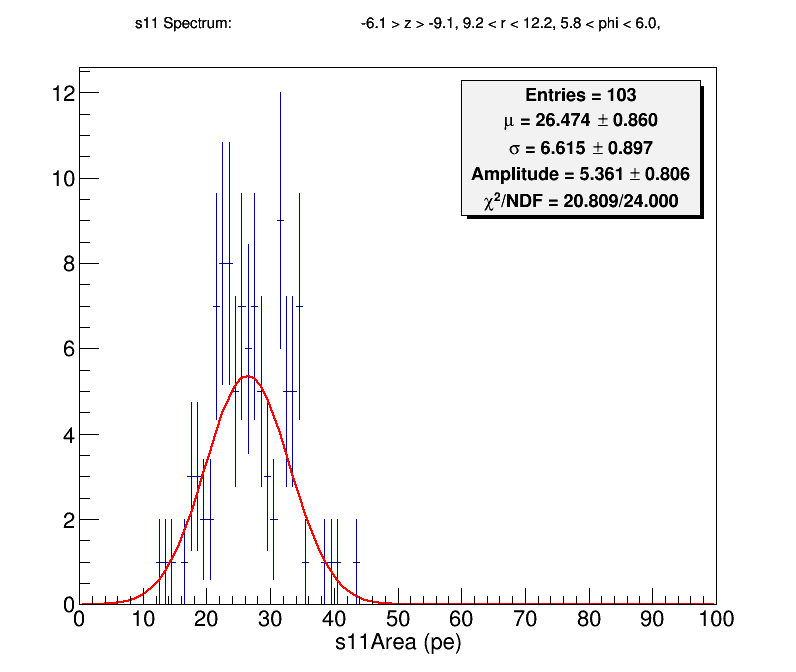 s11 Spectrum: -6.1 > z > -9.1, 9.2 < r < 12.2, 5.8 < phi < 6.0,
Entries = 103
μ = 26.474 ± 0.860
σ = 6.615 ± 0.897
Amplitude = 5.361 ± 0.806
χ²/NDF = 20.809/24.000
12
10
8
6
4
2
0
0 10 20 30 40 50 60 70 80 90 100
s11Area (pe)